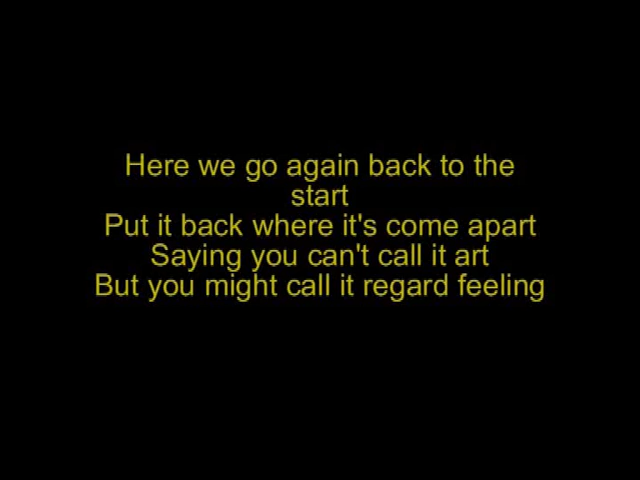 Here we go again back to the
start
Put it back where it's come apart
Saying you can't call it art
But you might call it regard feeling